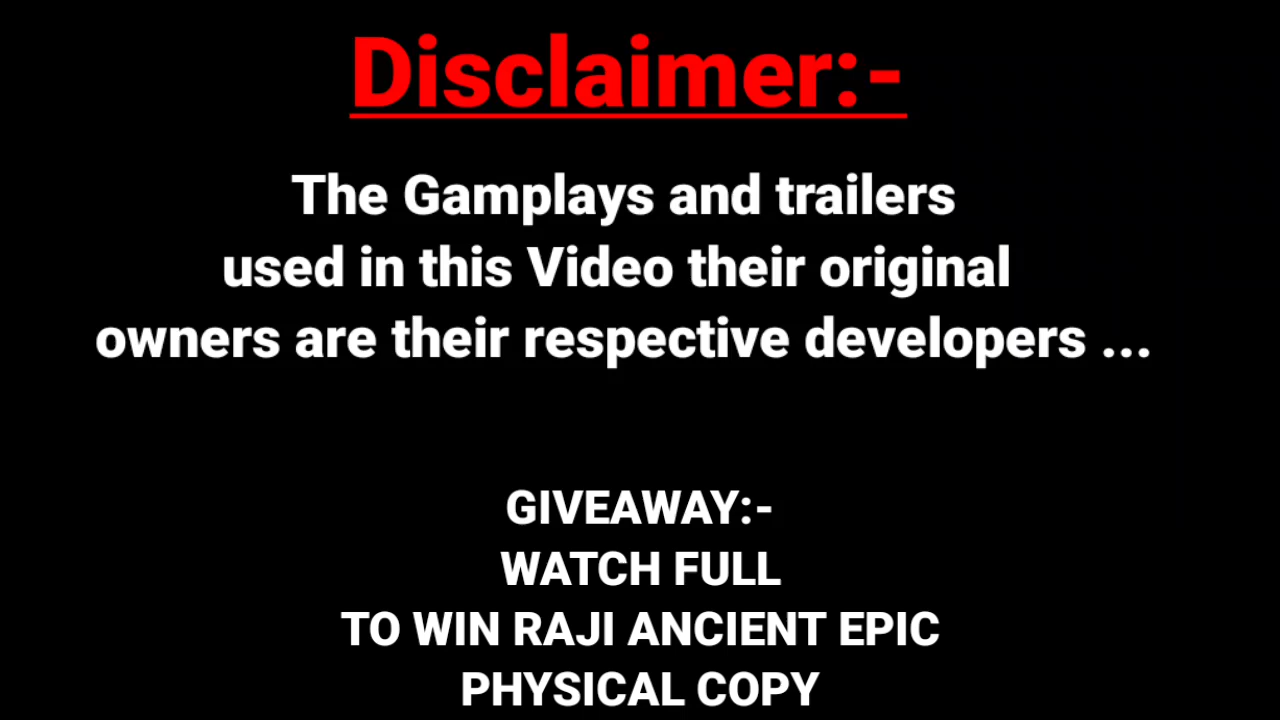 Disclaimer:-
The Gamplays and trailers
used in this Video their original
owners are their respective developers ...
GIVEAWAY:-
WATCH FULL
TO WIN RAJI ANCIENT EPIC
PHYSICAL COPY